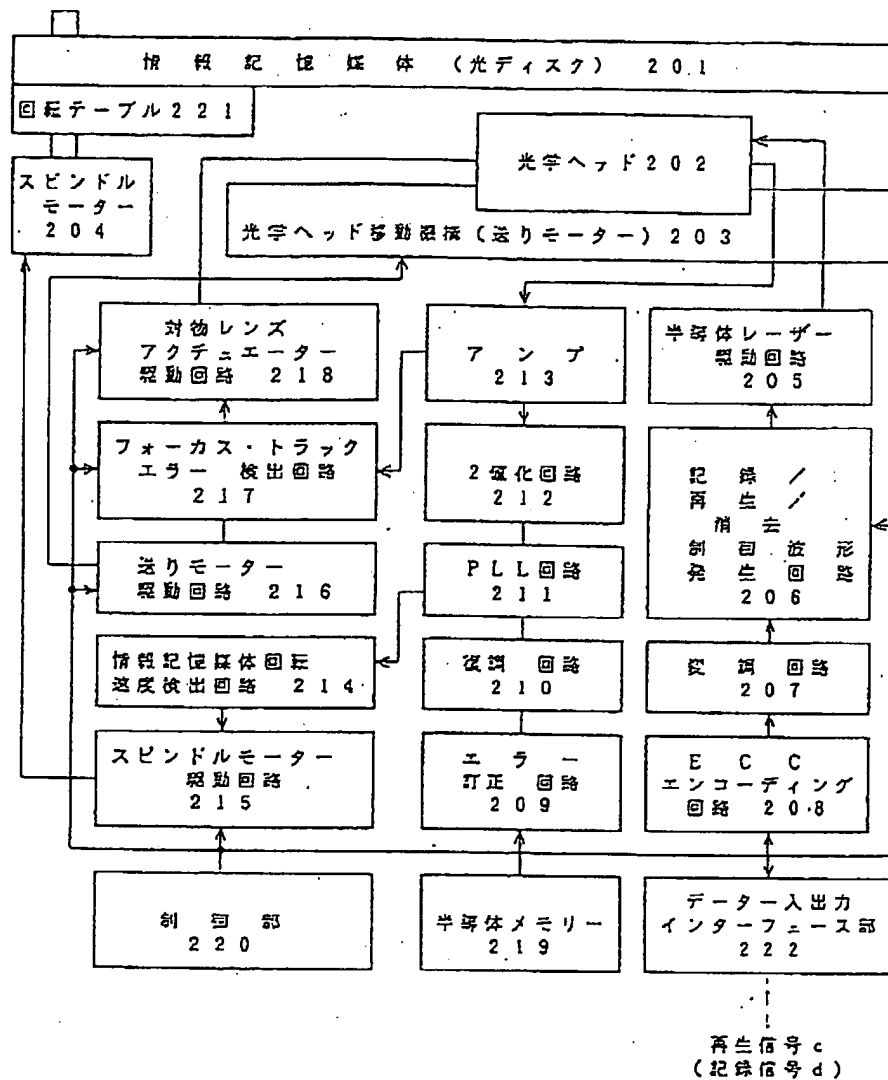 情報記憶媒体(光ディスク) 201
回転テーブル221
光学ヘッド202
スピンドル
モーター
204
光学ヘッド移動機構(送りモーター)203
対物レンズ
アクチュエーター
駆動回路 218
アンプ
213
半導体レーザー
駆動回路
205
フォーカス・トラック
エラー 検出回路
217
2値化回路
212
記録/
再生/
消去
制御波形
発生回路
206
送りモーター
駆動回路 216
PLL回路
211
情報記憶媒体回転
速度検出回路 214
復調 回路
210
変調回路
207
スピンドルモーター
駆動回路
215
エラー
訂正 回路
209
ECC
エンコーディング
回路 208
制御部
220
半導体メモリー
219
データー入出力
インターフェース部
222
再生信号c
(記録信号d)